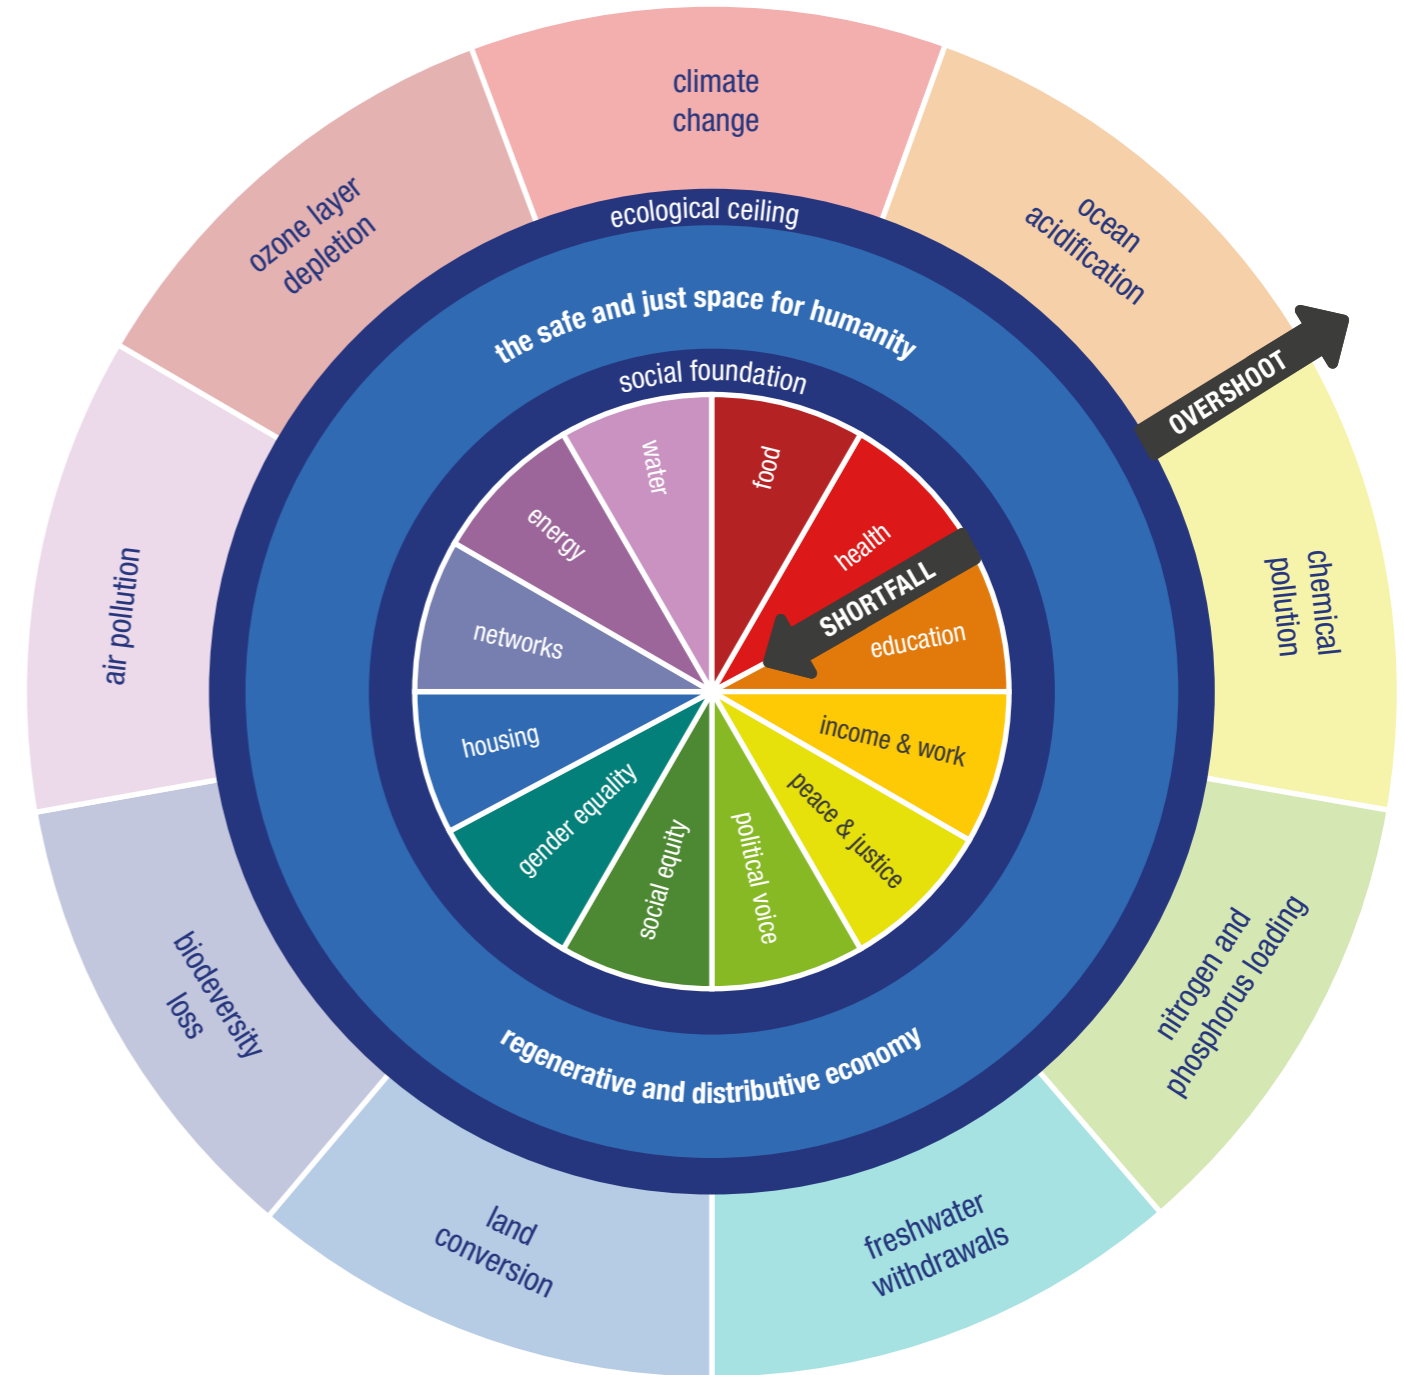 climate
change
ocean
acidification
OVERSHOOT
chemical
pollution
nitrogen and
phosphorus loading
freshwater
withdrawals
land
conversion
biodeversity
loss
air pollution
ozone layer
depletion
ecological ceiling
the safe and just space for humanity
social foundation
food
health
SHORTFALL
education
income & work
peace & justice
political voice
social equity
gender equality
housing
networks
energy
water
regenerative and distributive economy